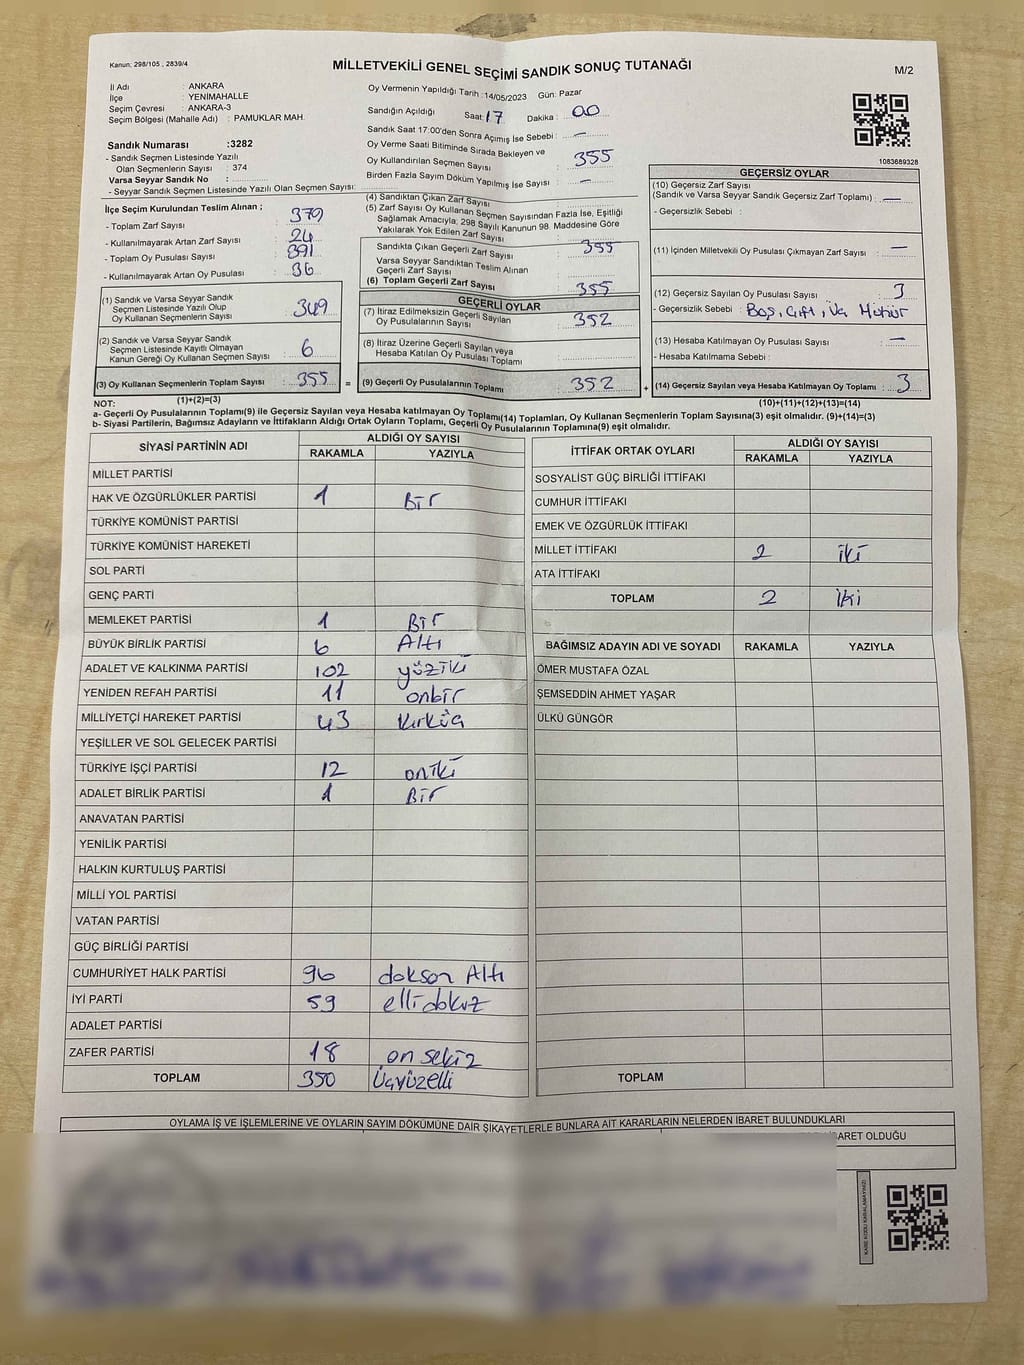 Kanun: 298/105 , 2839/4
MİLLETVEKİLİ GENEL SEÇİMİ SANDIK SONUÇ TUTANAĞI
M/2
İl Adı : ANKARA
İlçe : YENİMAHALLE
Seçim Çevresi : ANKARA-3
Seçim Bölgesi (Mahalle Adı) : PAMUKLAR MAH.
Sandık Numarası :3282
- Sandık Seçmen Listesinde Yazılı
Olan Seçmenlerin Sayısı : 374
Varsa Seyyar Sandık No :
- Seyyar Sandık Seçmen Listesinde Yazılı Olan Seçmen Sayısı:
Oy Vermenin Yapıldığı Tarih :14/05/2023 Gün: Pazar
Sandığın Açıldığı Saat: 17 Dakika : 00
Sandık Saat 17:00'den Sonra Açımış İse Sebebi : —
Oy Verme Saati Bitiminde Sırada Bekleyen ve
Oy Kullandırılan Seçmen Sayısı : 355
Birden Fazla Sayım Döküm Yapılmış İse Sayısı : —
1083689328
İlçe Seçim Kurulundan Teslim Alınan ;
- Toplam Zarf Sayısı : 379
- Kullanılmayarak Artan Zarf Sayısı : 24
- Toplam Oy Pusulası Sayısı : 391
- Kullanılmayarak Artan Oy Pusulası : 36
(1) Sandık ve Varsa Seyyar Sandık
Seçmen Listesinde Yazılı Olup
Oy Kullanan Seçmenlerin Sayısı : 349
(2) Sandık ve Varsa Seyyar Sandık
Seçmen Listesinde Kayıtlı Olmayan
Kanun Gereği Oy Kullanan Seçmen Sayısı : 6
(3) Oy Kullanan Seçmenlerin Toplam Sayısı : 355 =
(1)+(2)=(3)
(4) Sandıktan Çıkan Zarf Sayısı :
(5) Zarf Sayısı Oy Kullanan Seçmen Sayısından Fazla İse, Eşitliği
Sağlamak Amacıyla; 298 Sayılı Kanunun 98. Maddesine Göre
Yakılarak Yok Edilen Zarf Sayısı :
Sandıkta Çıkan Geçerli Zarf Sayısı : 355
Varsa Seyyar Sandıktan Teslim Alınan
Geçerli Zarf Sayısı :
(6) Toplam Geçerli Zarf Sayısı : 355
GEÇERLİ OYLAR
(7) İtiraz Edilmeksizin Geçerli Sayılan
Oy Pusulalarının Sayısı : 352
(8) İtiraz Üzerine Geçerli Sayılan veya
Hesaba Katılan Oy Pusulası Toplamı :
(9) Geçerli Oy Pusulalarının Toplamı : 352 +
GEÇERSİZ OYLAR
(10) Geçersiz Zarf Sayısı
(Sandık ve Varsa Seyyar Sandık Geçersiz Zarf Toplamı) : —
- Geçersizlik Sebebi :
(11) İçinden Milletvekili Oy Pusulası Çıkmayan Zarf Sayısı : —
(12) Geçersiz Sayılan Oy Pusulası Sayısı : 3
- Geçersizlik Sebebi : Boş, Çift, Üç Mühür
(13) Hesaba Katılmayan Oy Pusulası Sayısı : —
- Hesaba Katılmama Sebebi :
(14) Geçersiz Sayılan veya Hesaba Katılmayan Oy Toplamı : 3
(10)+(11)+(12)+(13)=(14)
NOT:
a- Geçerli Oy Pusulalarının Toplamı(9) ile Geçersiz Sayılan veya Hesaba katılmayan Oy Toplamı(14) Toplamları, Oy Kullanan Seçmenlerin Toplam Sayısına(3) eşit olmalıdır. (9)+(14)=(3)
b- Siyasi Partilerin, Bağımsız Adayların ve İttifakların Aldığı Ortak Oyların Toplamı, Geçerli Oy Pusulalarının Toplamına(9) eşit olmalıdır.
SİYASİ PARTİNİN ADI ALDIĞI OY SAYISI
RAKAMLA YAZIYLA
MİLLET PARTİSİ
HAK VE ÖZGÜRLÜKLER PARTİSİ 1 Bir
TÜRKİYE KOMÜNİST PARTİSİ
TÜRKİYE KOMÜNİST HAREKETİ
SOL PARTİ
GENÇ PARTİ
MEMLEKET PARTİSİ 1 Bir
BÜYÜK BİRLİK PARTİSİ 6 Altı
ADALET VE KALKINMA PARTİSİ 102 yüziki
YENİDEN REFAH PARTİSİ 11 onbir
MİLLİYETÇİ HAREKET PARTİSİ 43 Kırküç
YEŞİLLER VE SOL GELECEK PARTİSİ
TÜRKİYE İŞÇİ PARTİSİ 12 oniki
ADALET BİRLİK PARTİSİ 1 Bir
ANAVATAN PARTİSİ
YENİLİK PARTİSİ
HALKIN KURTULUŞ PARTİSİ
MİLLİ YOL PARTİSİ
VATAN PARTİSİ
GÜÇ BİRLİĞİ PARTİSİ
CUMHURİYET HALK PARTİSİ 96 doksan Altı
İYİ PARTİ 59 elli dokuz
ADALET PARTİSİ
ZAFER PARTİSİ 18 on sekiz
TOPLAM 350 Üçyüzelli
İTTİFAK ORTAK OYLARI ALDIĞI OY SAYISI
RAKAMLA YAZIYLA
SOSYALİST GÜÇ BİRLİĞİ İTTİFAKI
CUMHUR İTTİFAKI
EMEK VE ÖZGÜRLÜK İTTİFAKI
MİLLET İTTİFAKI 2 iki
ATA İTTİFAKI
TOPLAM 2 iki
BAĞIMSIZ ADAYIN ADI VE SOYADI RAKAMLA YAZIYLA
ÖMER MUSTAFA ÖZAL
ŞEMSEDDİN AHMET YAŞAR
ÜLKÜ GÜNGÖR
TOPLAM
OYLAMA İŞ VE İŞLEMLERİNE VE OYLARIN SAYIM DÖKÜMÜNE DAİR ŞİKAYETLERLE BUNLARA AİT KARARLARIN NELERDEN İBARET BULUNDUKLARI
İBARET OLDUĞU
KARE KODU KARALAMAYINIZ!